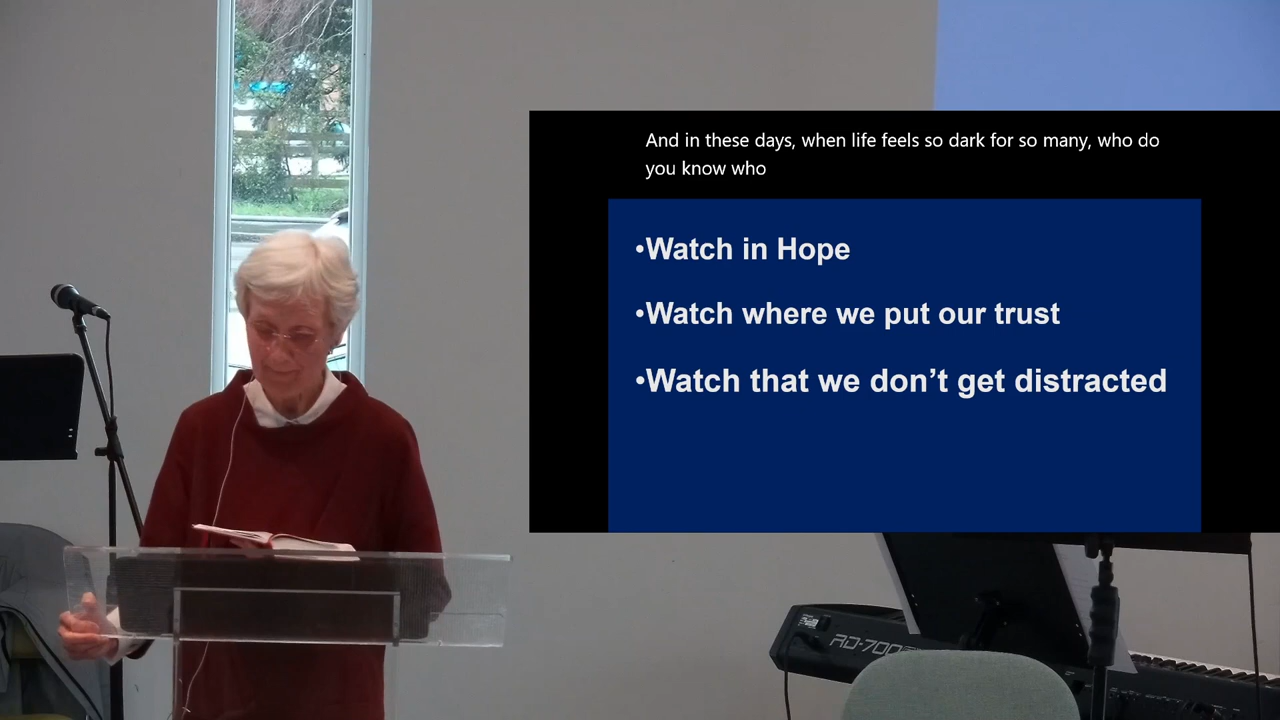 And in these days, when life feels so dark for so many, who do
you know who
•Watch in Hope
•Watch where we put our trust
•Watch that we don’t get distracted
RD-700